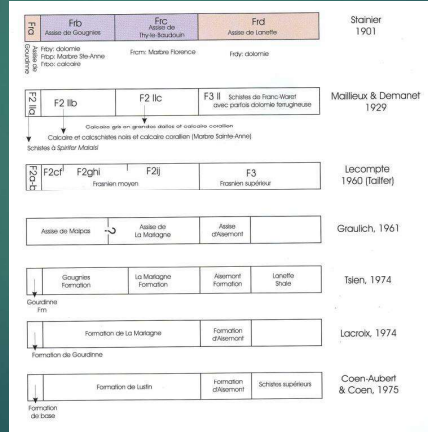 Fra
Frb
Assise de Gougnies
Frc
Assise de
Thy-le-Baudouin
Frd
Assise de Laneffe
Stainier
1901
Assise de
Gourdinne
Frby: dolomie
Frbp: Marbre Ste-Anne
Frbo: calcaire
Frcm: Marbre Florence
Frdy: dolomie
F2 IIa
F2 IIb
F2 IIc
F3 II
Schistes de Franc-Waret
avec parfois dolomie ferrugineuse
Maillieux & Demanet
1929
Calcaire gris en grandes dalles et calcaire corallien
Calcaire et calcschistes noirs et calcaire corallien (Marbre Sainte-Anne)
Schistes à Spirifer Malaisi
F2a-b
F2cf
F2ghi
F2ij
F3
Frasnien moyen
Frasnien supérieur
Lecompte
1960 (Tailfer)
Assise de Malpas
-?-
Assise de
La Marlagne
Assise
d'Aisemont
Graulich, 1961
Gougnies
Formation
La Marlagne
Formation
Aisemont
Formation
Laneffe
Shale
Tsien, 1974
Gourdinne
Fm
Formation de La Marlagne
Formation
d'Aisemont
Lacroix, 1974
Formation de Gourdinne
Formation de Lustin
Formation
d'Aisemont
Schistes supérieurs
Coen-Aubert
& Coen, 1975
Formation
de base